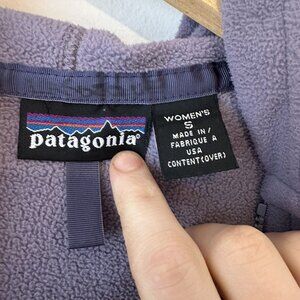 patagonia®
WOMEN'S
S
MADE IN/
FABRIQUE A
USA
CONTENT(OVER)